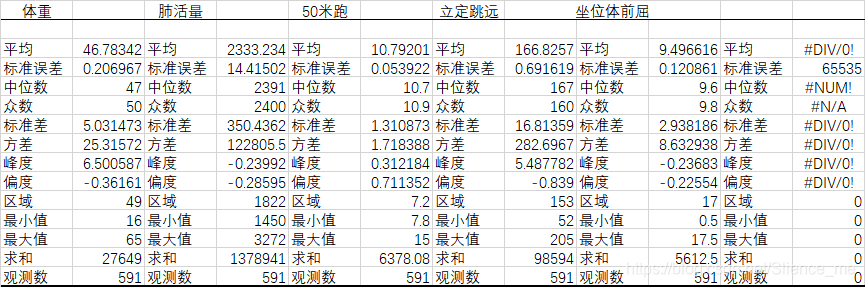 体重 肺活量 50米跑 立定跳远 坐位体前屈
平均 46.78342 平均 2333.234 平均 10.79201 平均 166.8257 平均 9.496616 平均 #DIV/0!
标准误差 0.206967 标准误差 14.41502 标准误差 0.053922 标准误差 0.691619 标准误差 0.120861 标准误差 65535
中位数 47 中位数 2391 中位数 10.7 中位数 167 中位数 9.6 中位数 #NUM!
众数 50 众数 2400 众数 10.9 众数 160 众数 9.8 众数 #N/A
标准差 5.031473 标准差 350.4362 标准差 1.310873 标准差 16.81359 标准差 2.938186 标准差 #DIV/0!
方差 25.31572 方差 122805.5 方差 1.718388 方差 282.6967 方差 8.632938 方差 #DIV/0!
峰度 6.500587 峰度 -0.23992 峰度 0.312184 峰度 5.487782 峰度 -0.23683 峰度 #DIV/0!
偏度 -0.36161 偏度 -0.28595 偏度 0.711352 偏度 -0.839 偏度 -0.22554 偏度 #DIV/0!
区域 49 区域 1822 区域 7.2 区域 153 区域 17 区域 0
最小值 16 最小值 1450 最小值 7.8 最小值 52 最小值 0.5 最小值 0
最大值 65 最大值 3272 最大值 15 最大值 205 最大值 17.5 最大值 0
求和 27649 求和 1378941 求和 6378.08 求和 98594 求和 5612.5 求和 0
观测数 591 观测数 591 观测数 591 观测数 591 观测数 591 观测数 0